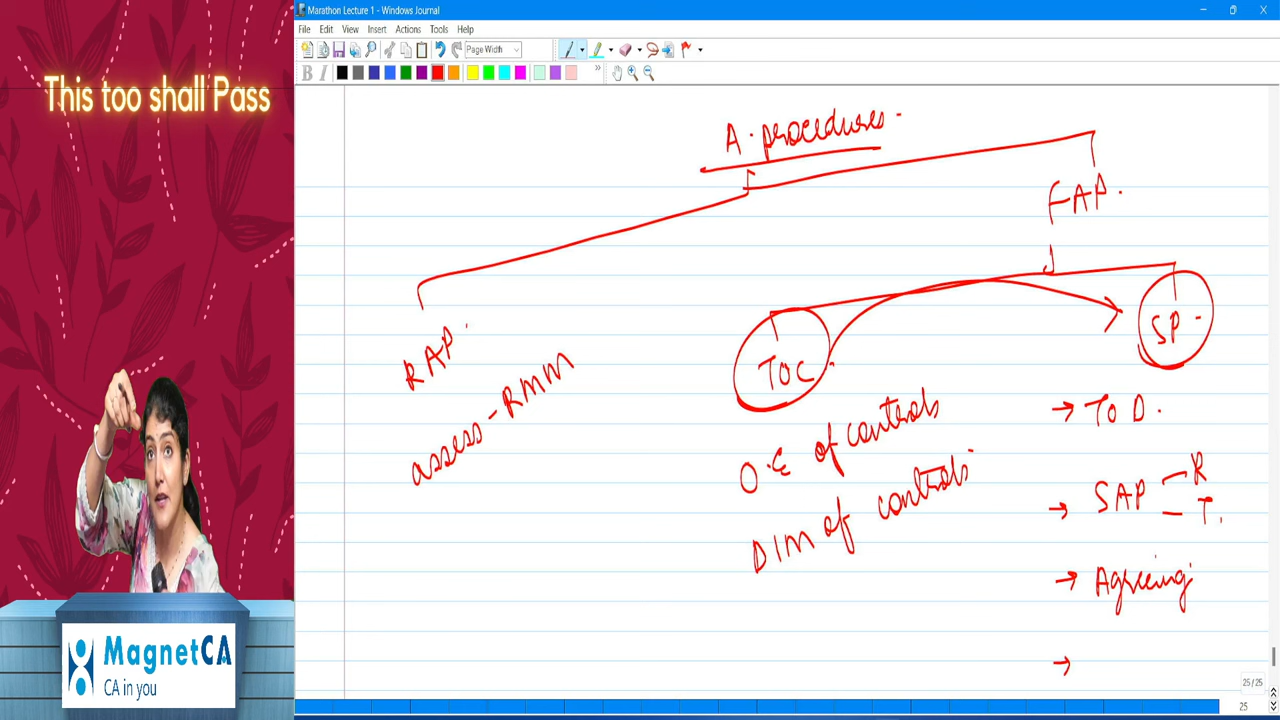 Marathon Lecture 1 - Windows Journal
File Edit View Insert Actions Tools Help
Page Width
This too shall Pass
A. procedures.
FAP.
RAP.
assess - RMM
TOC
SP.
O.E of controls
DIM of controls
→ TOD.
→ SAP - R
- T.
→ Agreeing
→
MagnetCA
CA in you
25 / 25
25